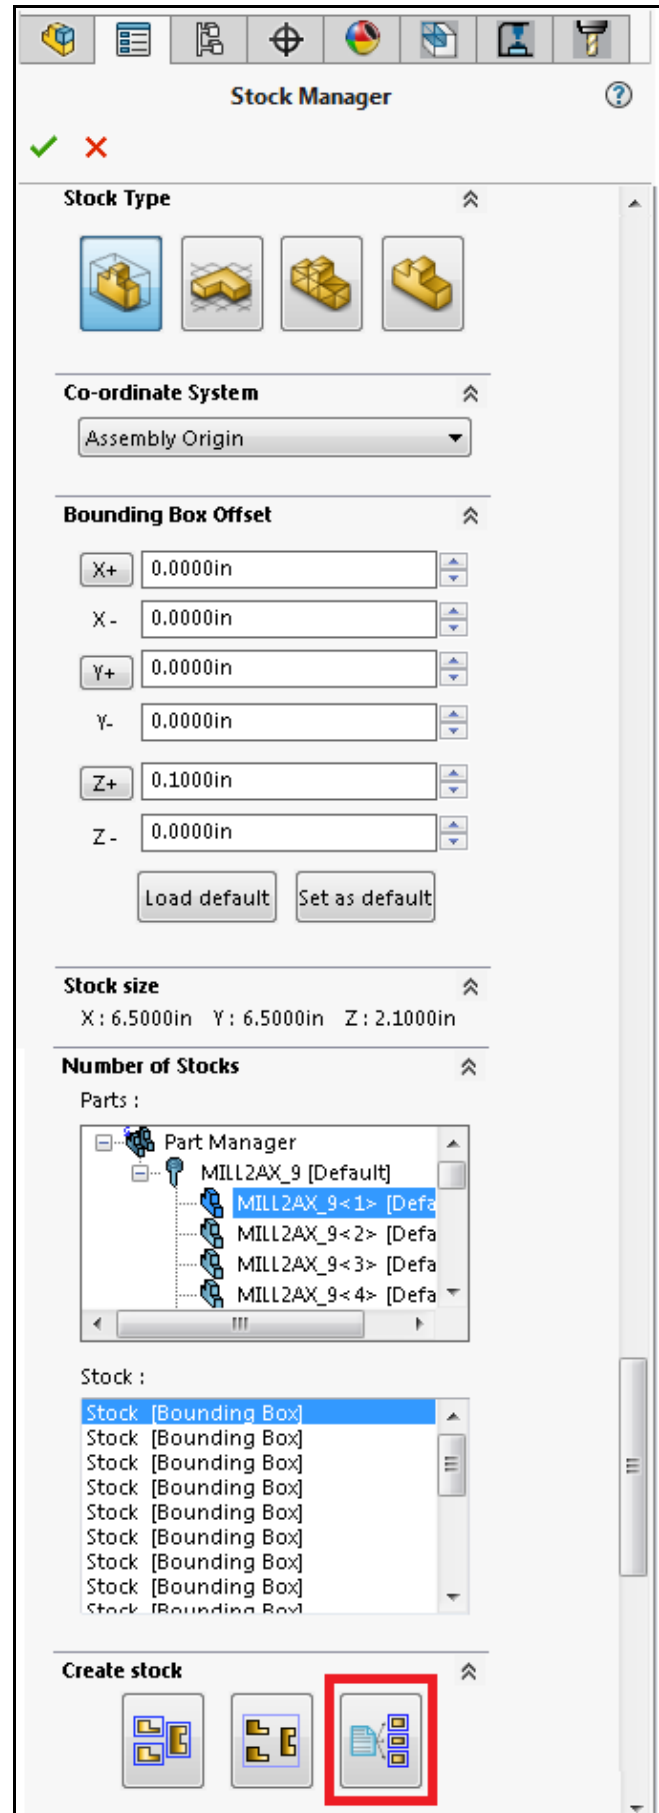 Stock Manager
Stock Type
Co-ordinate System
Assembly Origin
Bounding Box Offset
X+ 0.0000in
X- 0.0000in
Y+ 0.0000in
Y- 0.0000in
Z+ 0.1000in
Z- 0.0000in
Load default Set as default
Stock size
X : 6.5000in Y : 6.5000in Z : 2.1000in
Number of Stocks
Parts :
Part Manager
MILL2AX_9 [Default]
MILL2AX_9<1> [Defa
MILL2AX_9<2> [Defa
MILL2AX_9<3> [Defa
MILL2AX_9<4> [Defa
Stock :
Stock [Bounding Box]
Stock [Bounding Box]
Stock [Bounding Box]
Stock [Bounding Box]
Stock [Bounding Box]
Stock [Bounding Box]
Stock [Bounding Box]
Stock [Bounding Box]
Stock [Bounding Box]
Create stock